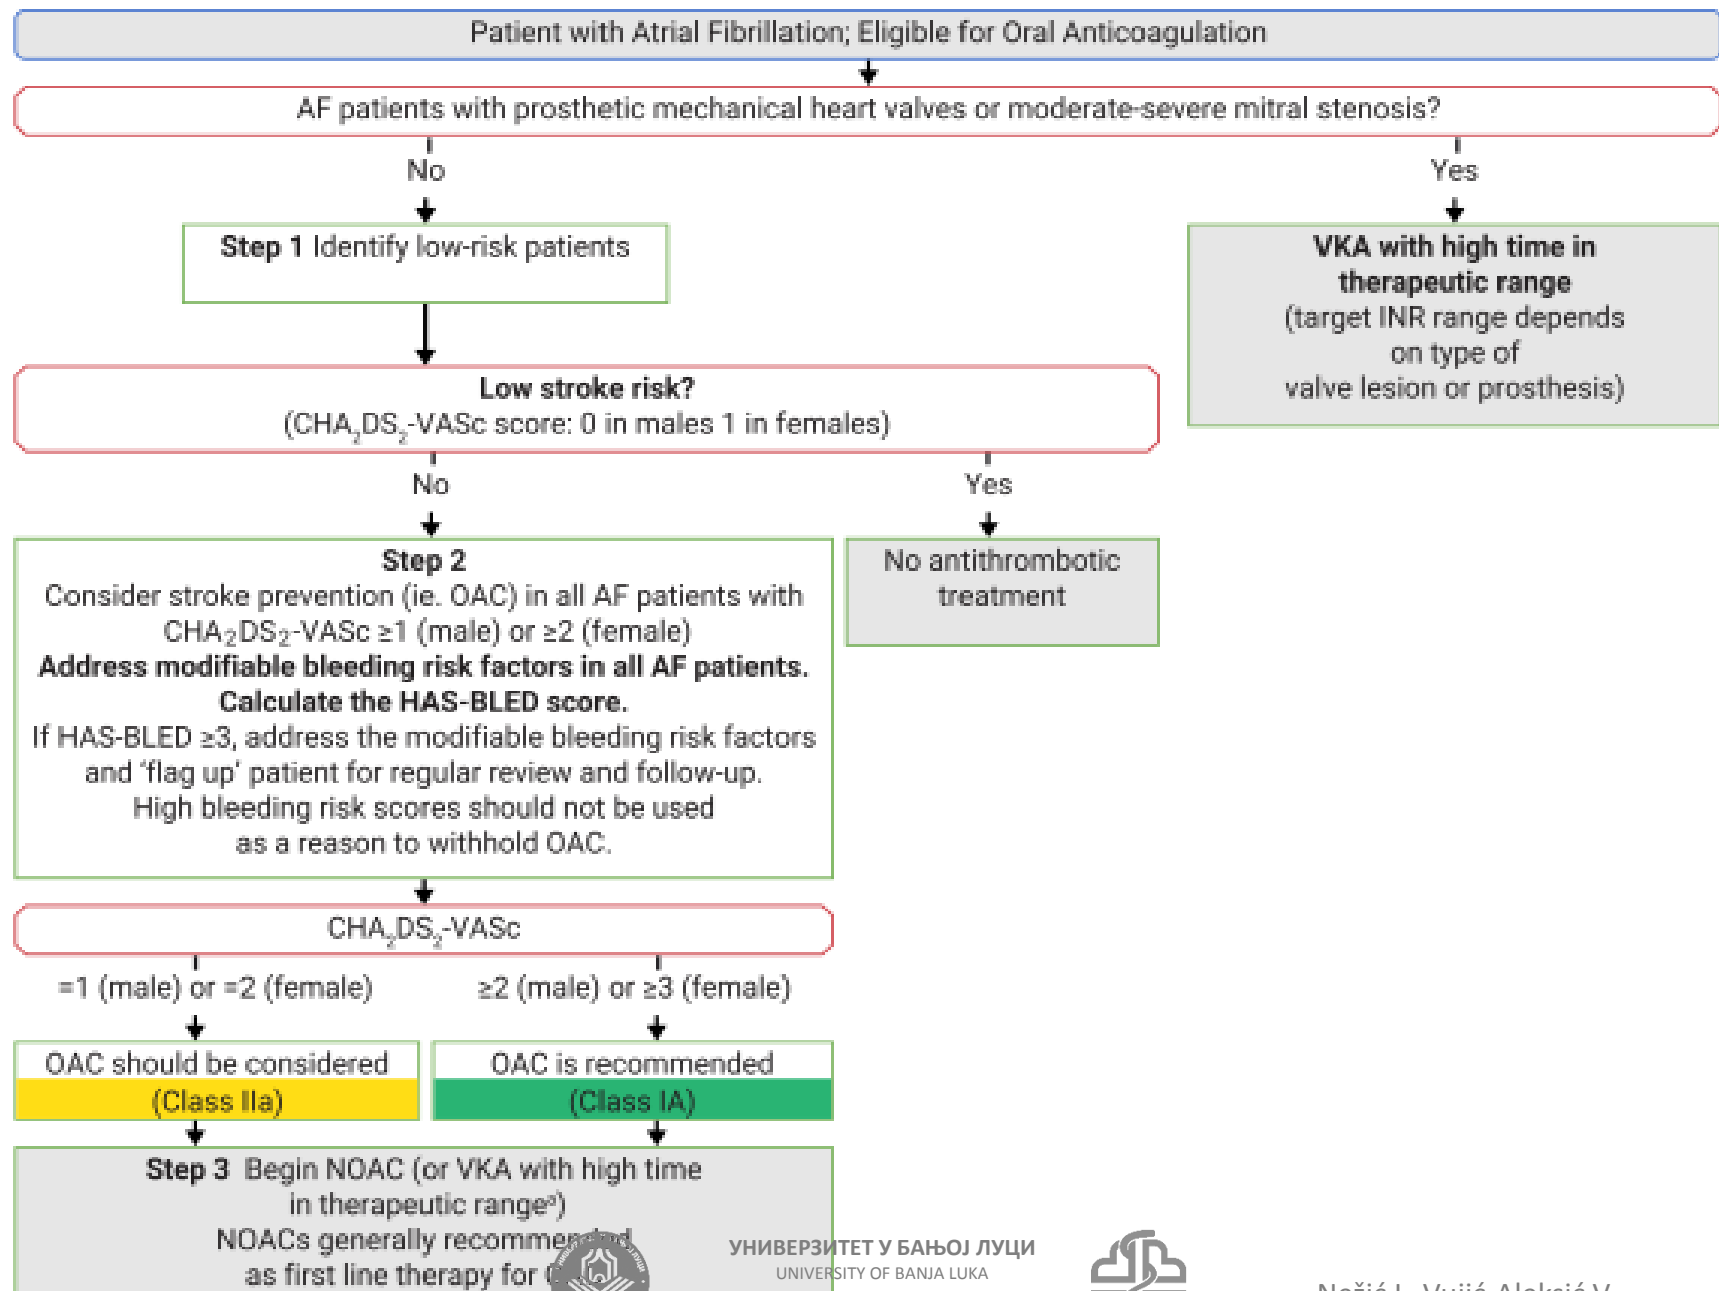 Patient with Atrial Fibrillation; Eligible for Oral Anticoagulation
AF patients with prosthetic mechanical heart valves or moderate-severe mitral stenosis?
No
Yes
Step 1 Identify low-risk patients
VKA with high time in
therapeutic range
(target INR range depends
on type of
valve lesion or prosthesis)
Low stroke risk?
(CHA₂DS₂-VASc score: 0 in males 1 in females)
No
Yes
Step 2
Consider stroke prevention (ie. OAC) in all AF patients with
CHA₂DS₂-VASc ≥1 (male) or ≥2 (female)
Address modifiable bleeding risk factors in all AF patients.
Calculate the HAS-BLED score.
If HAS-BLED ≥3, address the modifiable bleeding risk factors
and ‘flag up’ patient for regular review and follow-up.
High bleeding risk scores should not be used
as a reason to withhold OAC.
No antithrombotic
treatment
CHA₂DS₂-VASc
=1 (male) or =2 (female)
≥2 (male) or ≥3 (female)
OAC should be considered
(Class IIa)
OAC is recommended
(Class IA)
Step 3 Begin NOAC (or VKA with high time
in therapeutic rangeᵃ)
NOACs generally recommended
as first line therapy for
УНИВЕРЗИТЕТ У БАЊОЈ ЛУЦИ
UNIVERSITY OF BANJA LUKA
Nežić L, Vujić Aleksić V